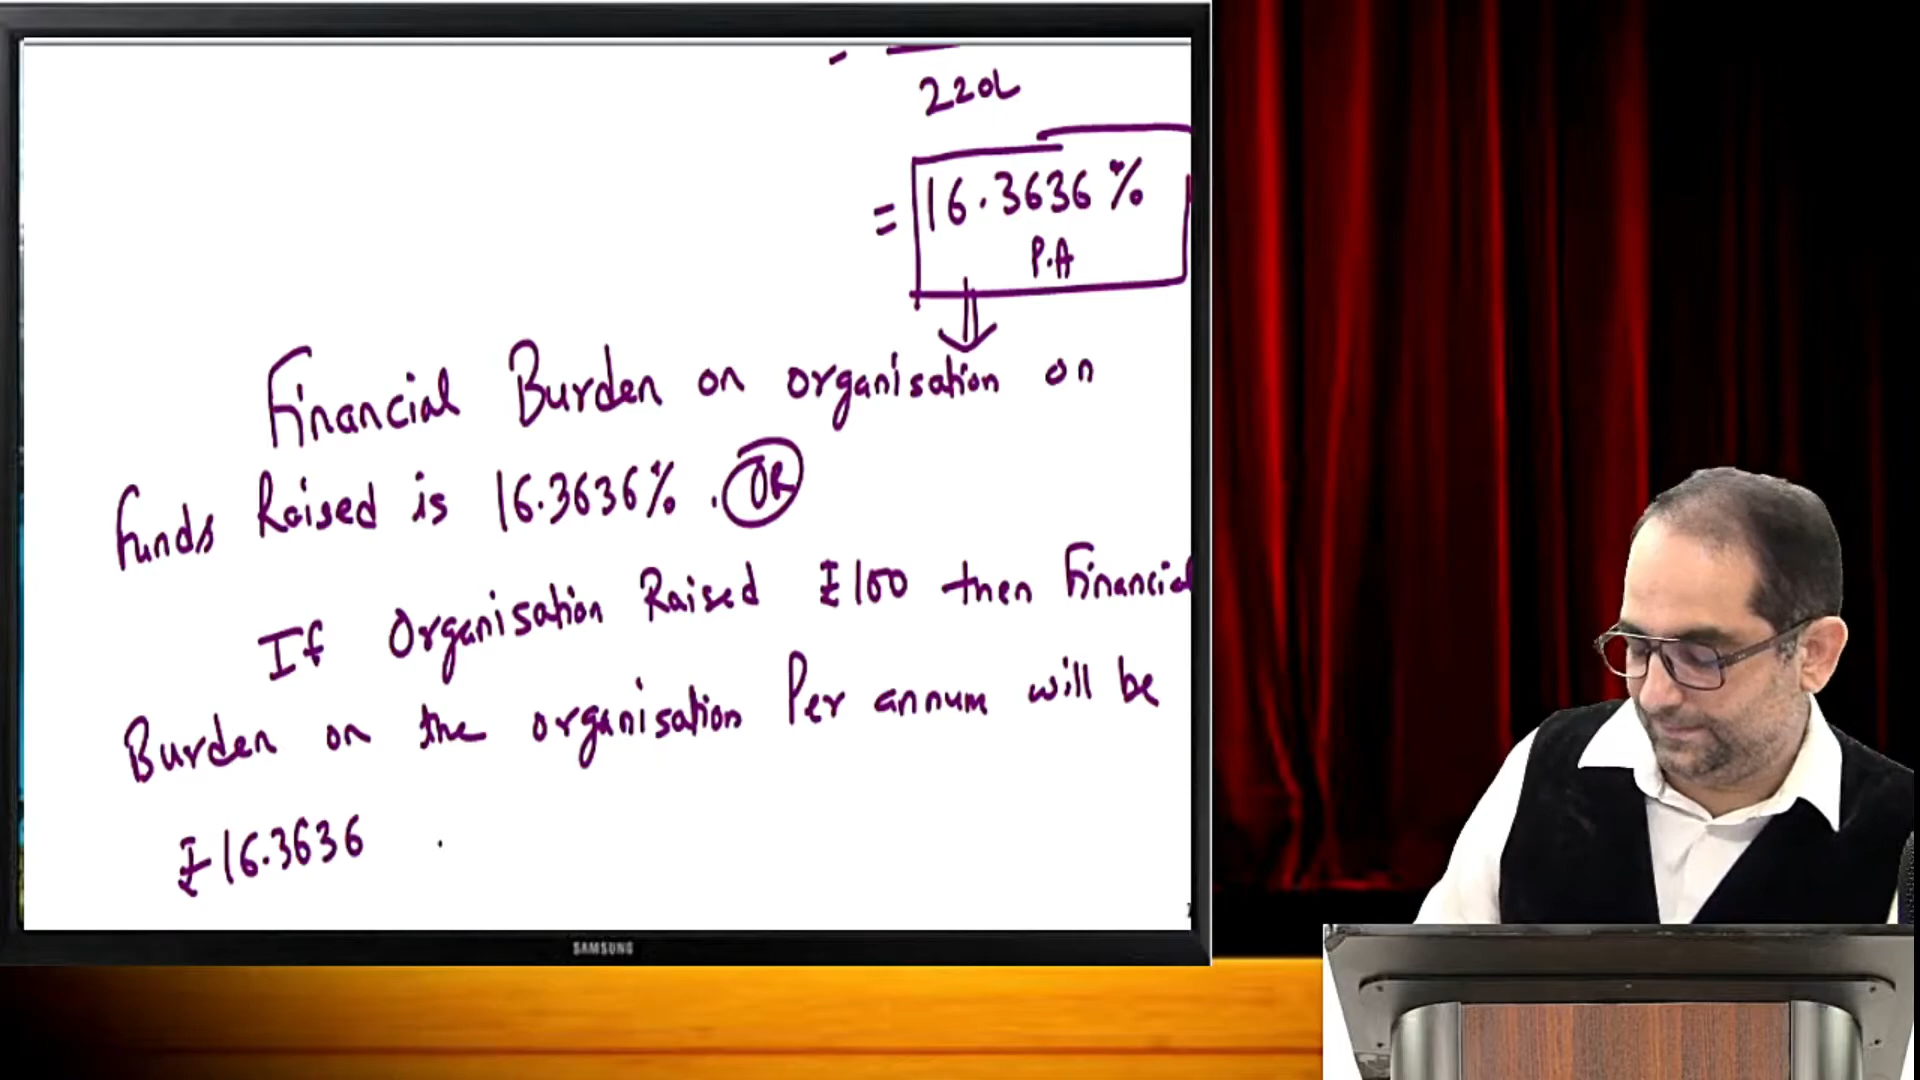 220L
= 16.3636 %
P.A
Financial Burden on organisation on
Funds Raised is 16.3636% . OR
If Organisation Raised ₹100 then Financial
Burden on the organisation Per annum will be
₹16.3636
SAMSUNG